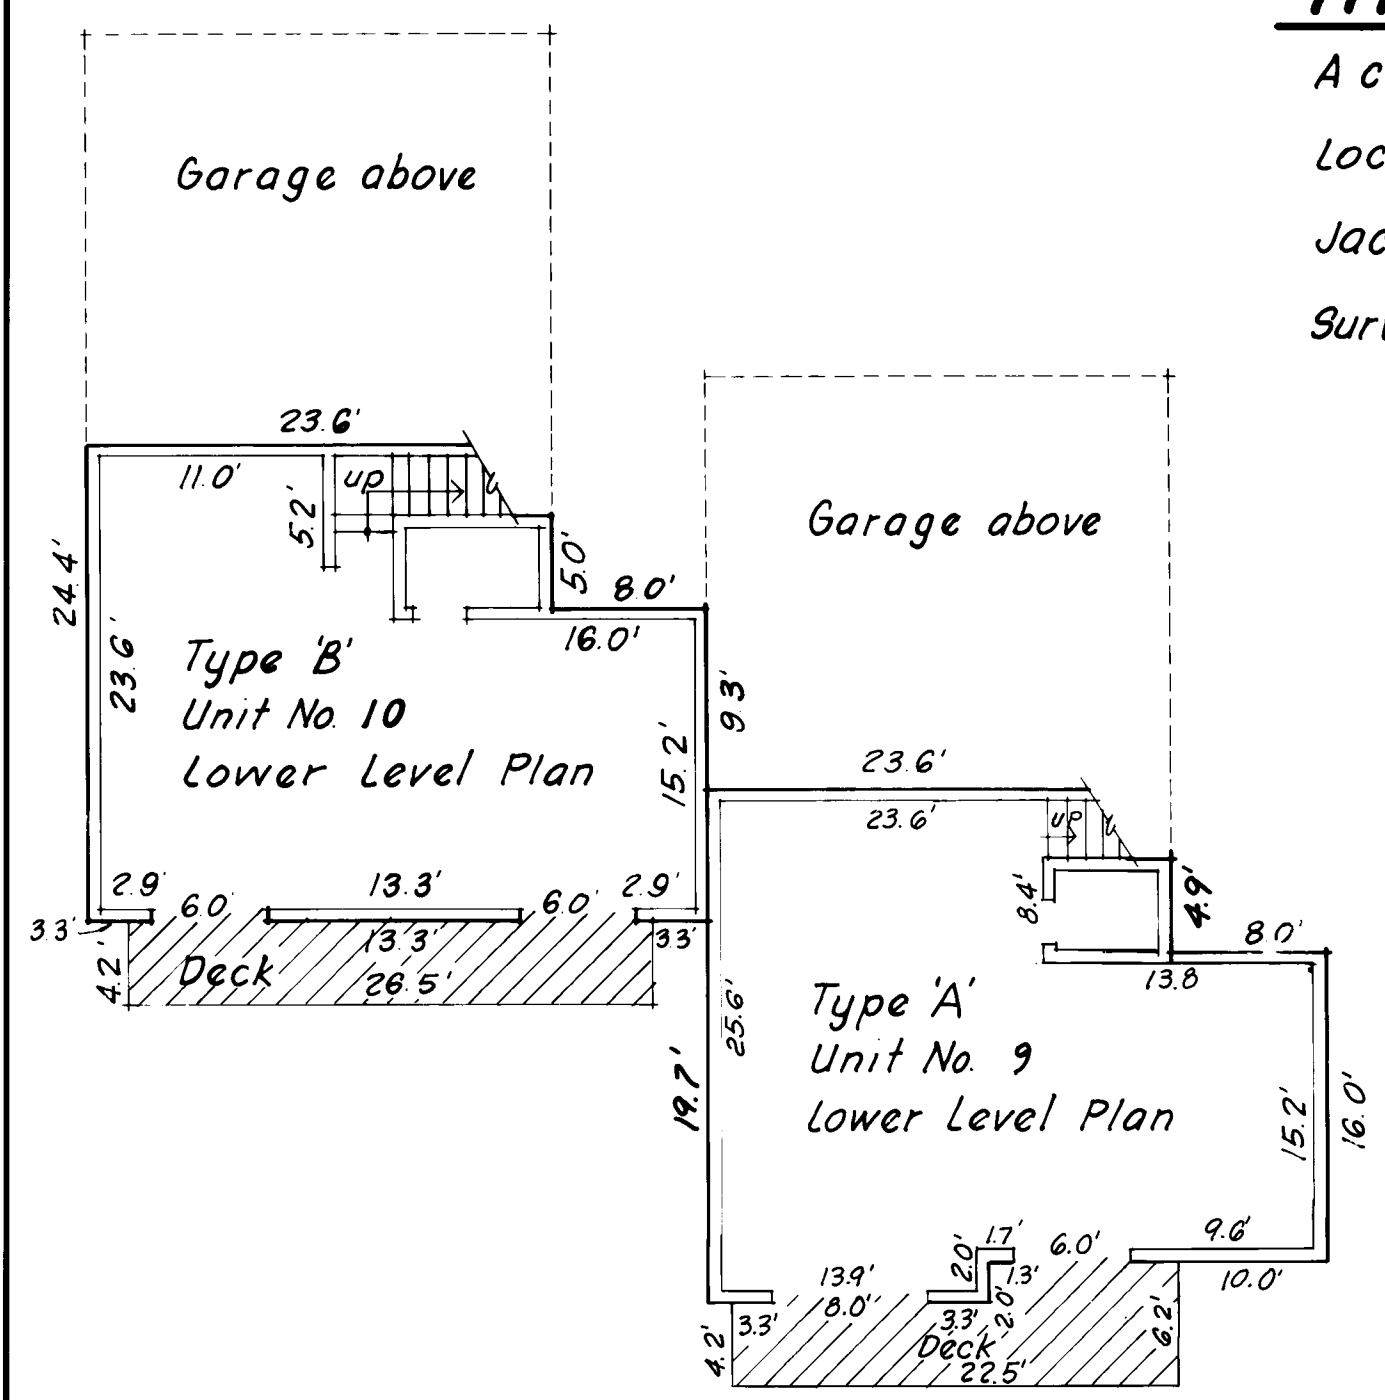 A c
Loc
Jac
Sur
Garage above
23.6'
11.0'
up
5.2'
24.4'
23.6'
5.0'
8.0'
16.0'
Type 'B'
Unit No. 10
Lower Level Plan
9.3'
15.2'
2.9'
6.0'
13.3'
6.0'
2.9'
3.3'
4.2'
13.3'
3.3'
Deck
26.5'
Garage above
23.6'
23.6'
up
8.4'
4.9'
8.0'
13.8
25.6'
19.7'
Type 'A'
Unit No. 9
Lower Level Plan
15.2'
16.0'
1.7'
2.0'
6.0'
9.6'
13.9'
1.3'
10.0'
8.0'
2.0'
3.3'
3.3'
4.2'
6.2'
Deck
22.5'